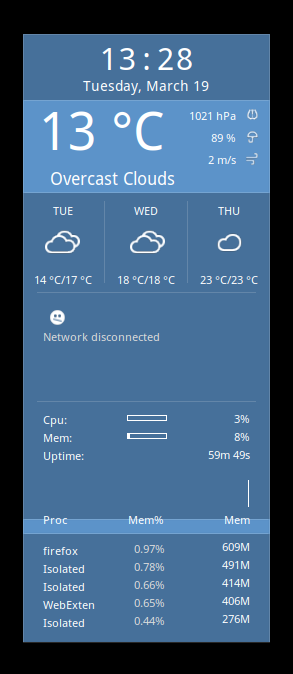 13:28
Tuesday, March 19
13 °C
1021 hPa
89 %
2 m/s
Overcast Clouds
TUE WED THU
14 °C/17 °C 18 °C/18 °C 23 °C/23 °C
Network disconnected
Cpu: 3%
Mem: 8%
Uptime: 59m 49s
Proc Mem% Mem
firefox 0.97% 609M
Isolated 0.78% 491M
Isolated 0.66% 414M
WebExten 0.65% 406M
Isolated 0.44% 276M